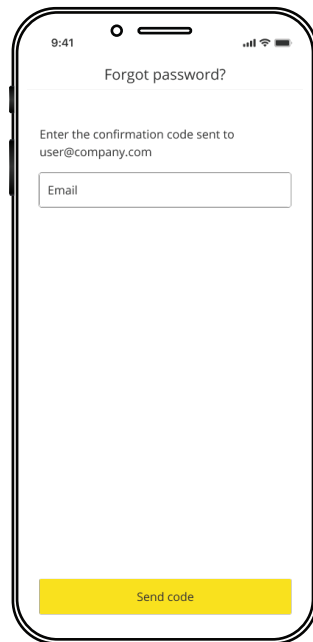 9:41
Forgot password?
Enter the confirmation code sent to
user@company.com
Email
Send code